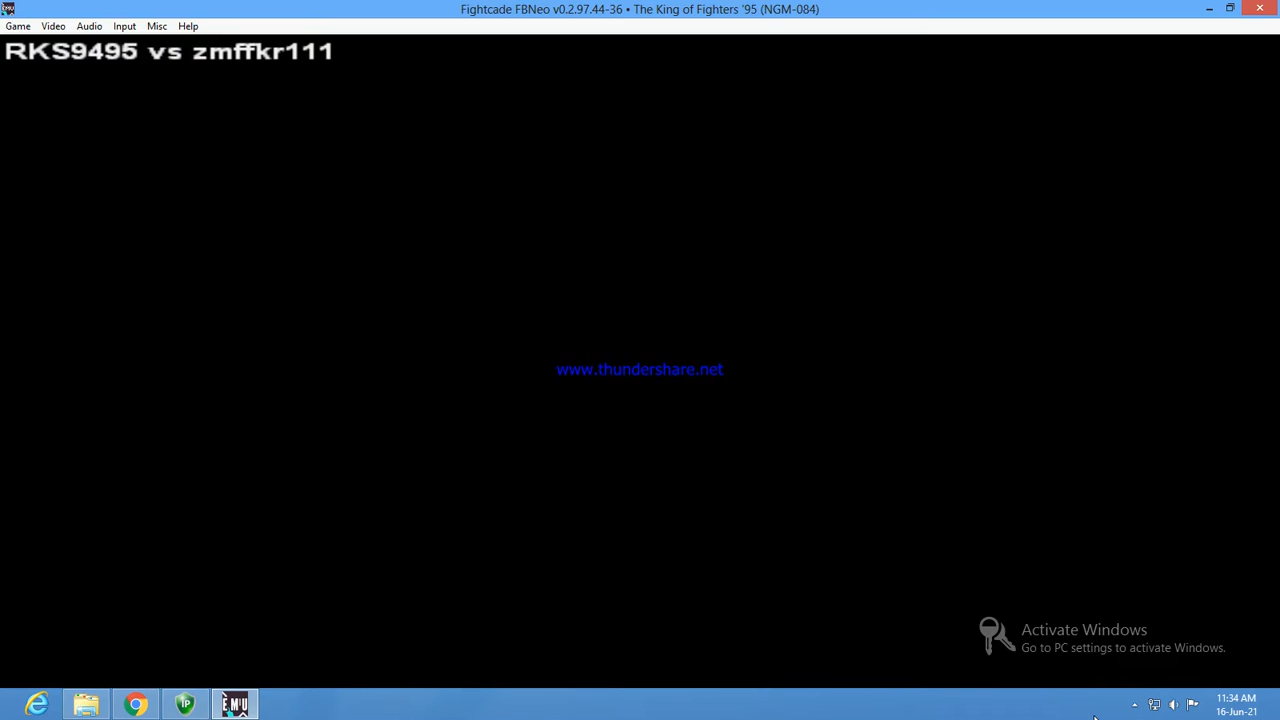 Fightcade FBNeo v0.2.97.44-36 • The King of Fighters '95 (NGM-084)
Game Video Audio Input Misc Help
RKS9495 vs zmffkr111
www.thundershare.net
Activate Windows
Go to PC settings to activate Windows.
IP
EMU
11:34 AM
16-Jun-21